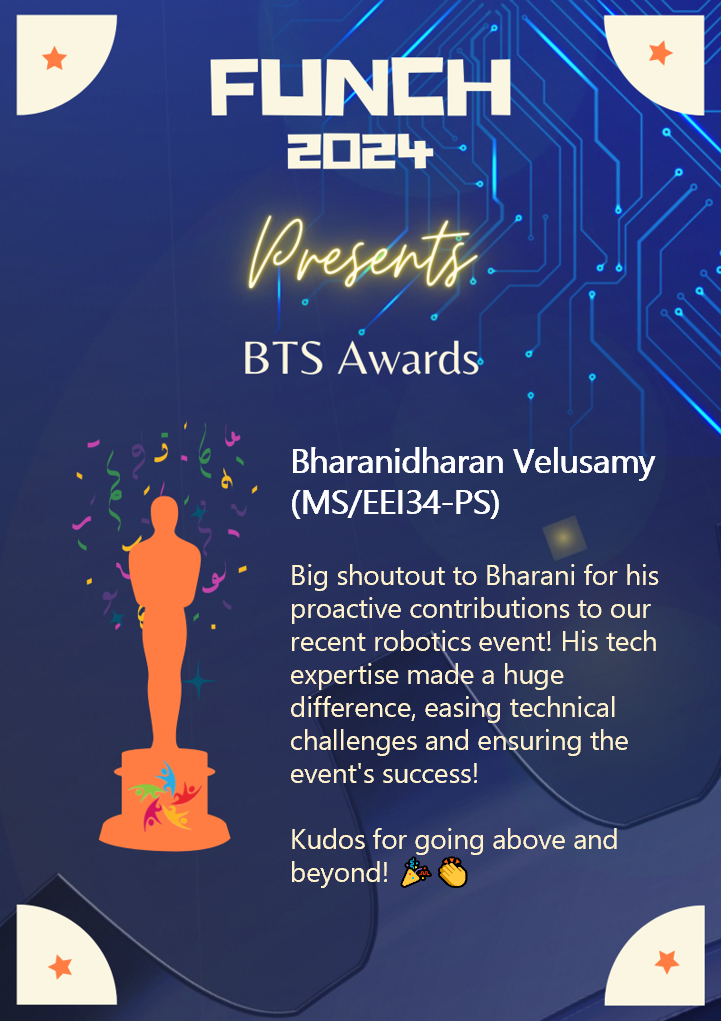 FUNCH
2024
Presents
BTS Awards
Bharanidharan Velusamy
(MS/EEI34-PS)
Big shoutout to Bharani for his
proactive contributions to our
recent robotics event! His tech
expertise made a huge
difference, easing technical
challenges and ensuring the
event's success!
Kudos for going above and
beyond! 🎉👏